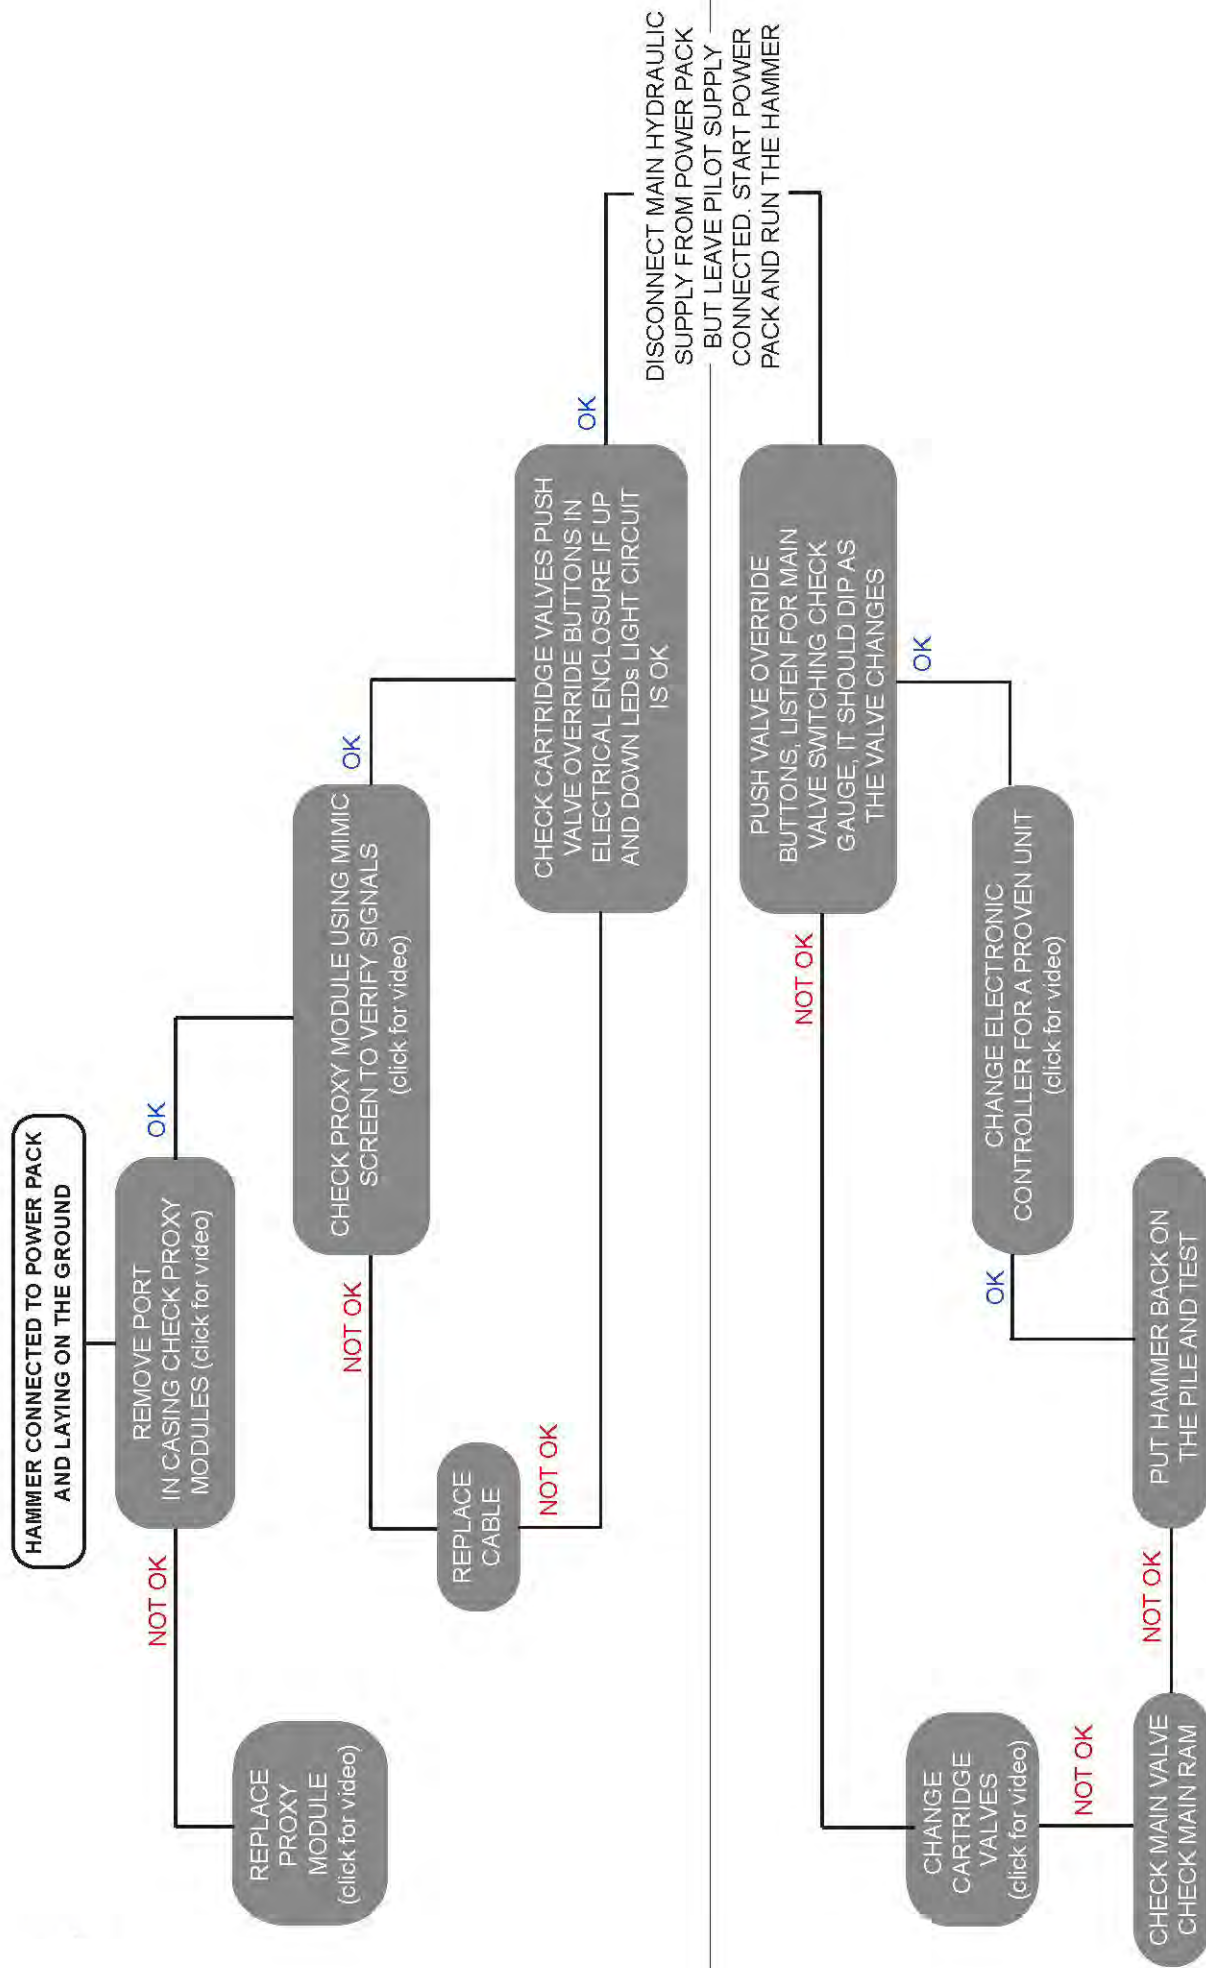 HAMMER CONNECTED TO POWER PACK
AND LAYING ON THE GROUND
REMOVE PORT
IN CASING CHECK PROXY
MODULES (click for video)
NOT OK
OK
REPLACE
PROXY
MODULE
(click for video)
CHECK PROXY MODULE USING MIMIC
SCREEN TO VERIFY SIGNALS
(click for video)
NOT OK
OK
REPLACE
CABLE
NOT OK
CHECK CARTRIDGE VALVES PUSH
VALVE OVERRIDE BUTTONS IN
ELECTRICAL ENCLOSURE IF UP
AND DOWN LEDs LIGHT CIRCUIT
IS OK
OK
DISCONNECT MAIN HYDRAULIC
SUPPLY FROM POWER PACK
BUT LEAVE PILOT SUPPLY
CONNECTED. START POWER
PACK AND RUN THE HAMMER
PUSH VALVE OVERRIDE
BUTTONS, LISTEN FOR MAIN
VALVE SWITCHING CHECK
GAUGE, IT SHOULD DIP AS
THE VALVE CHANGES
NOT OK
OK
CHANGE
CARTRIDGE
VALVES
(click for video)
CHANGE ELECTRONIC
CONTROLLER FOR A PROVEN UNIT
(click for video)
NOT OK
OK
CHECK MAIN VALVE
CHECK MAIN RAM
NOT OK
PUT HAMMER BACK ON
THE PILE AND TEST